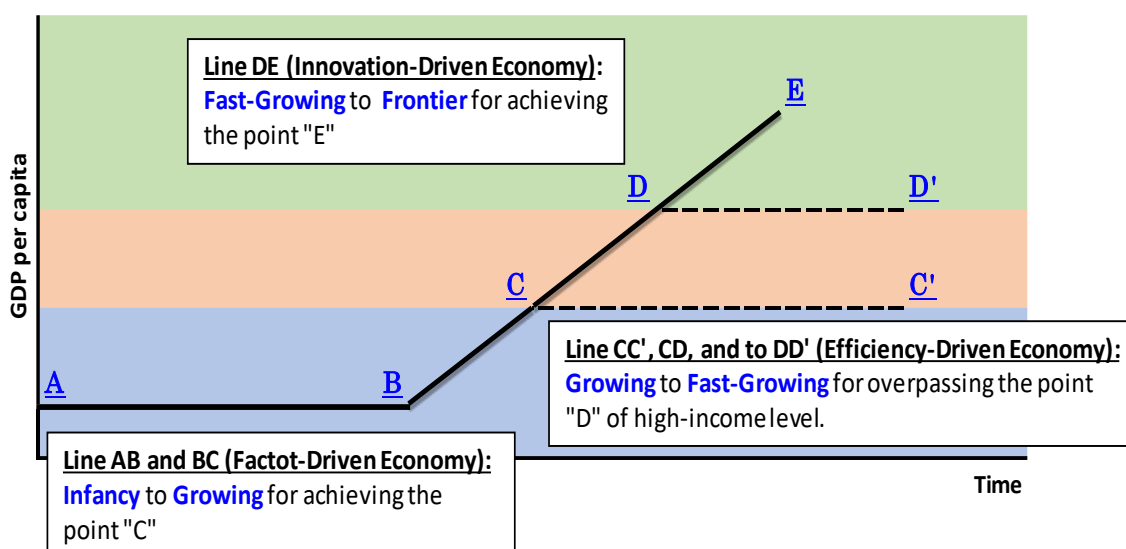 Line DE (Innovation-Driven Economy):
Fast-Growing to Frontier for achieving
the point "E"
E
D
D'
GDP per capita
C
C'
Line CC', CD, and to DD' (Efficiency-Driven Economy):
Growing to Fast-Growing for overpassing the point
"D" of high-income level.
A
B
Line AB and BC (Factot-Driven Economy):
Infancy to Growing for achieving the
point "C"
Time